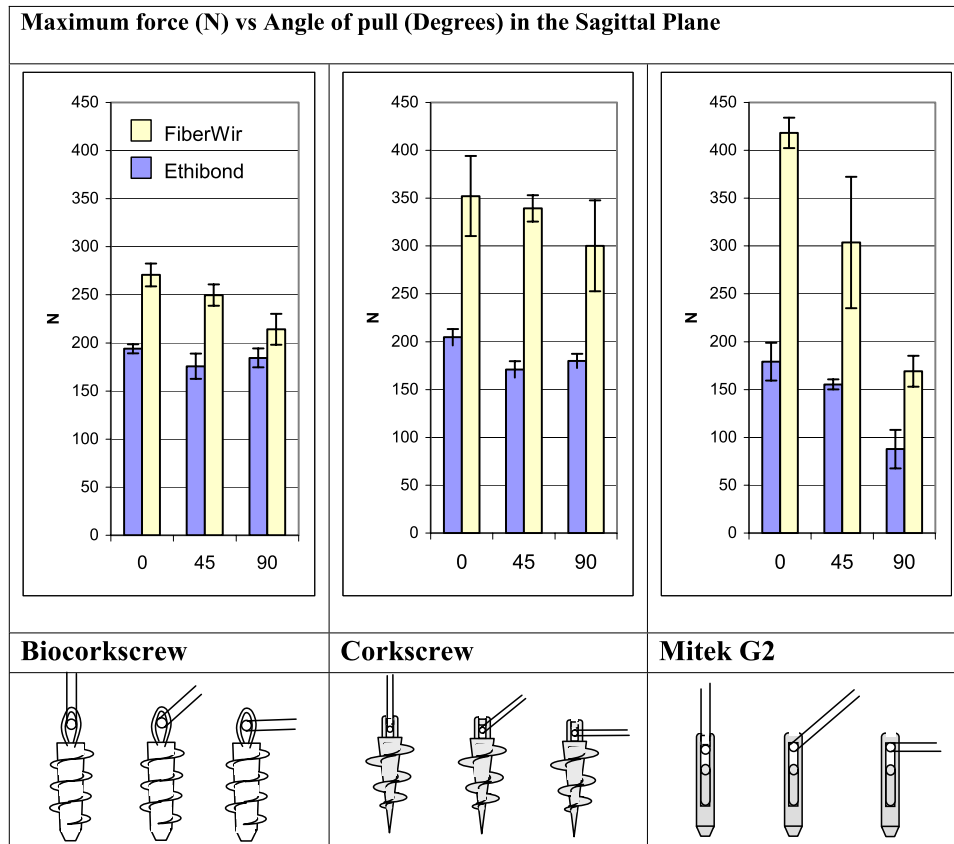 Maximum force (N) vs Angle of pull (Degrees) in the Sagittal Plane
450
400
350
300
250
200
150
100
50
0
N
FiberWir
Ethibond
0 45 90
450
400
350
300
250
200
150
100
50
0
N
0 45 90
450
400
350
300
250
200
150
100
50
0
N
0 45 90
Biocorkscrew
Corkscrew
Mitek G2